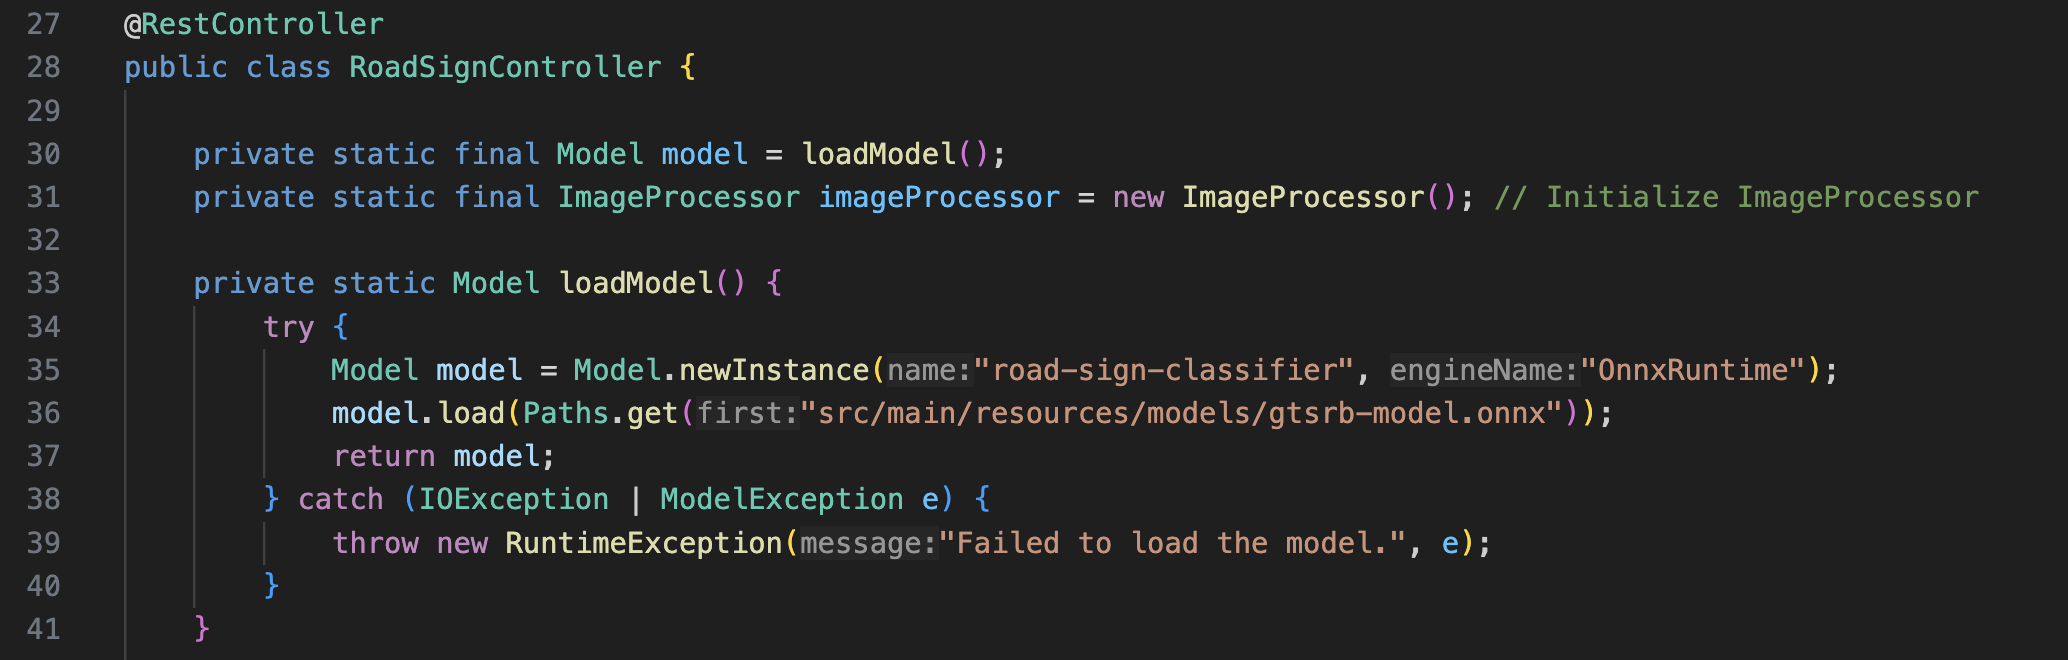 27 @RestController
28 public class RoadSignController {
29
30 private static final Model model = loadModel();
31 private static final ImageProcessor imageProcessor = new ImageProcessor(); // Initialize ImageProcessor
32
33 private static Model loadModel() {
34 try {
35 Model model = Model.newInstance(name:"road-sign-classifier", engineName:"OnnxRuntime");
36 model.load(Paths.get(first:"src/main/resources/models/gtsrb-model.onnx"));
37 return model;
38 } catch (IOException | ModelException e) {
39 throw new RuntimeException(message:"Failed to load the model.", e);
40 }
41 }